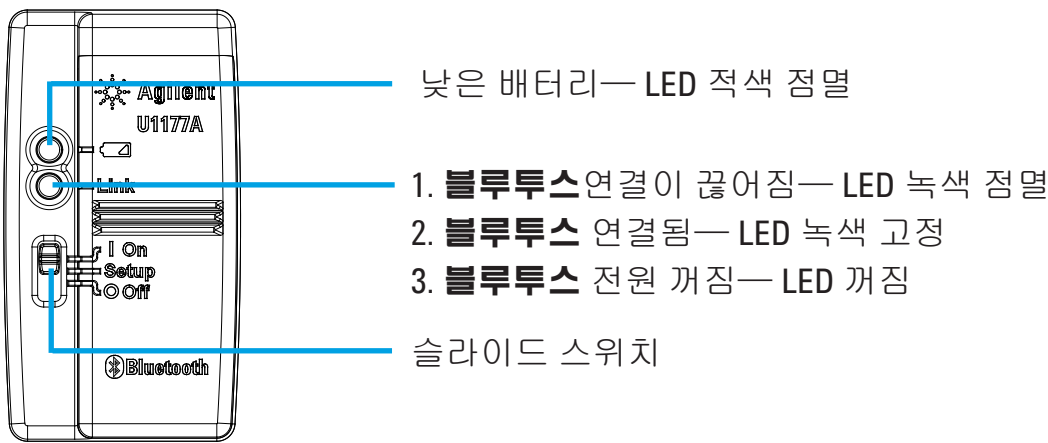 Agilent
U1177A
Link
I On
Setup
O Off
Bluetooth
낮은 배터리— LED 적색 점멸
1. 블루투스연결이 끊어짐— LED 녹색 점멸
2. 블루투스 연결됨— LED 녹색 고정
3. 블루투스 전원 꺼짐— LED 꺼짐
슬라이드 스위치